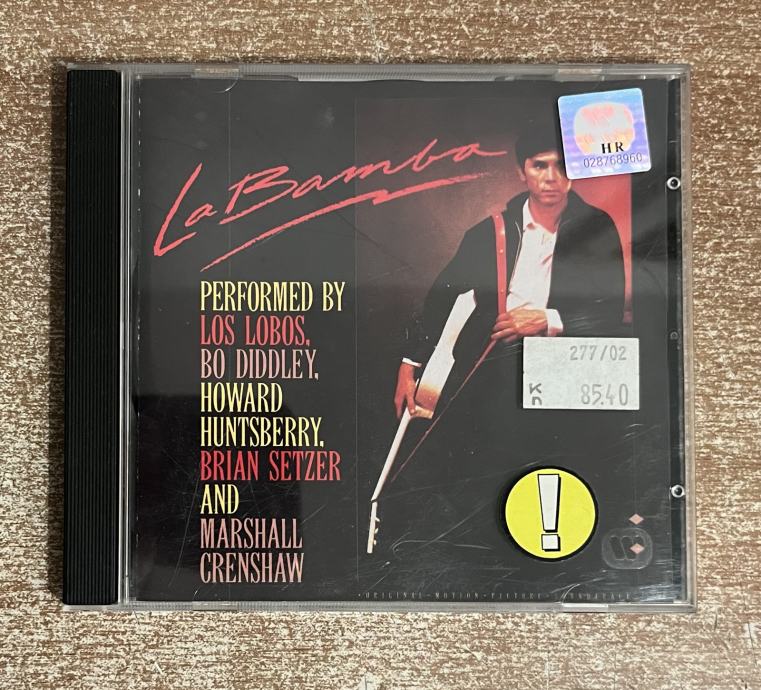 La Bamba
HR
028768960
PERFORMED BY
LOS LOBOS,
BO DIDDLEY,
HOWARD
HUNTSBERRY,
BRIAN SETZER
AND
MARSHALL
CRENSHAW
277/02
Kn 85.40
!
• ORIGINAL • MOTION • PICTURE • SOUNDTRACK